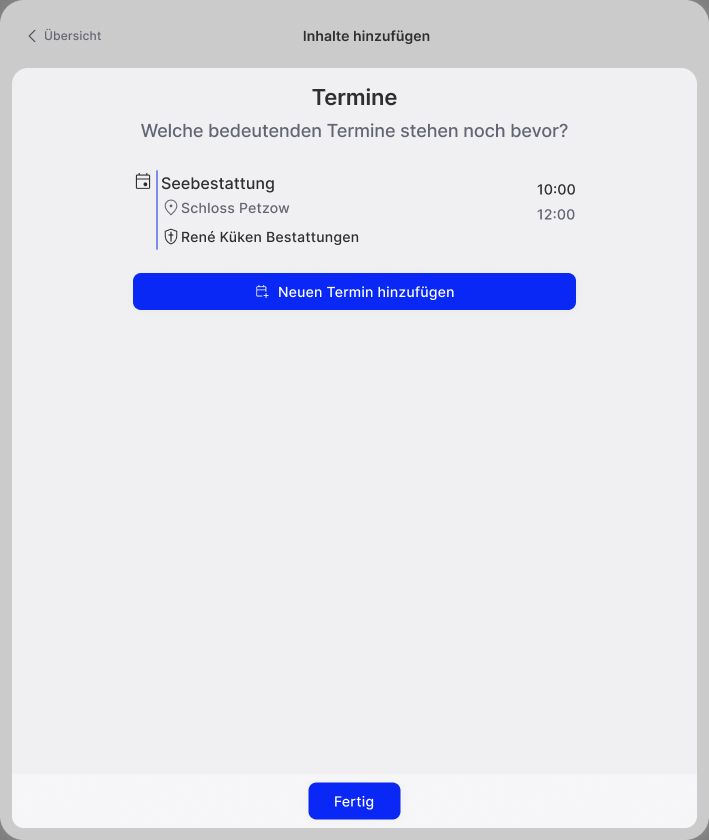 Übersicht
Inhalte hinzufügen
Termine
Welche bedeutenden Termine stehen noch bevor?
Seebestattung
10:00
Schloss Petzow
12:00
René Küken Bestattungen
Neuen Termin hinzufügen
Fertig